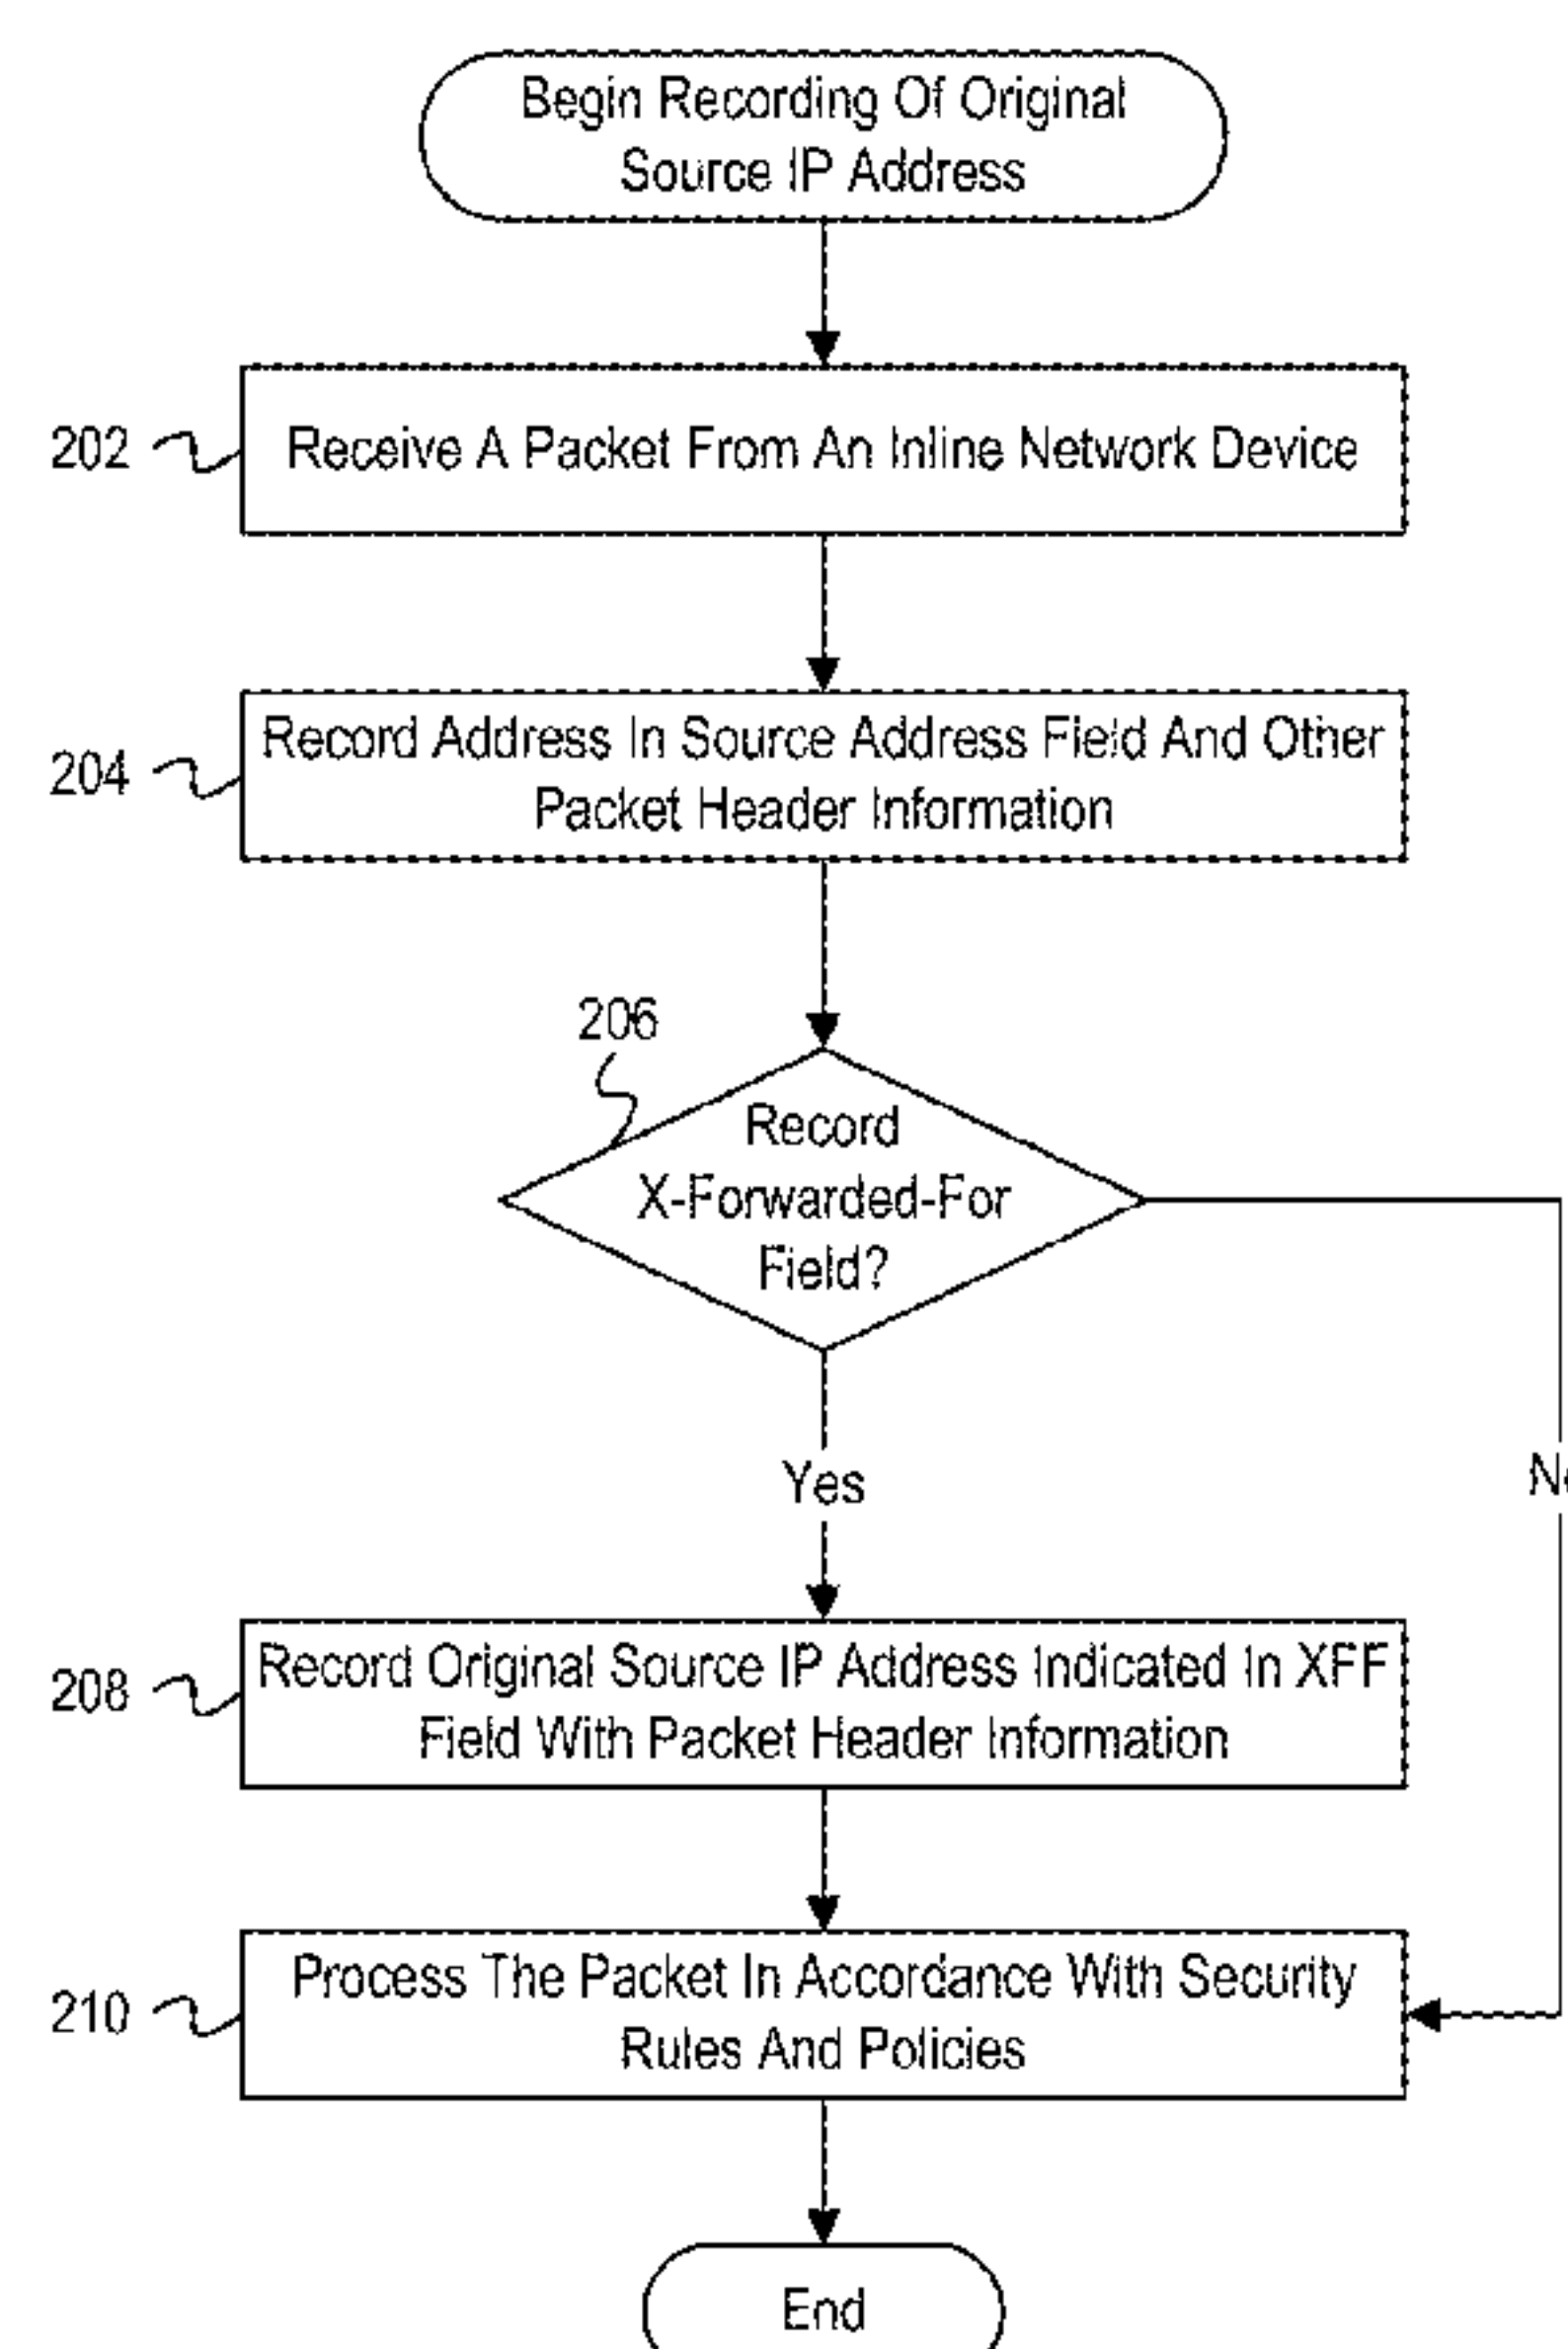 Begin Recording Of Original
Source IP Address
202
Receive A Packet From An Inline Network Device
204
Record Address In Source Address Field And Other
Packet Header Information
206
Record
X-Forwarded-For
Field?
Yes
208
Record Original Source IP Address Indicated In XFF
Field With Packet Header Information
210
Process The Packet In Accordance With Security
Rules And Policies
End